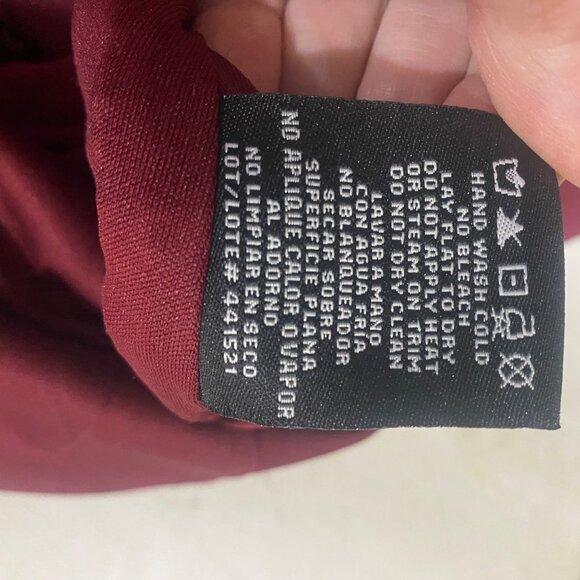 HAND WASH COLD
NO BLEACH
LAY FLAT TO DRY
DO NOT APPLY HEAT
OR STEAM ON TRIM
DO NOT DRY CLEAN
LAVAR A MANO
CON AGUA FRIA
NO BLANQUEADOR
SECAR SOBRE
SUPERFICIE PLANA
NO APLIQUE CALOR O VAPOR
AL ADORNO
NO LIMPIAR EN SECO
LOT/LOTE# 441521